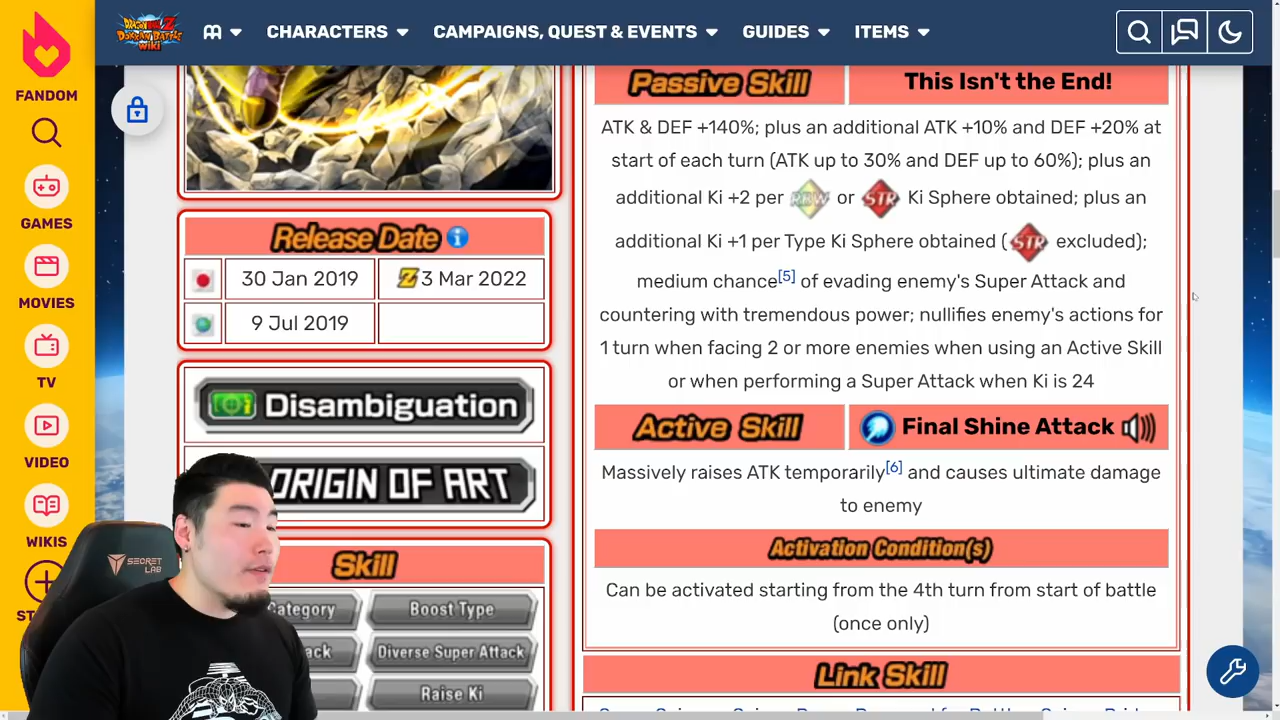 FANDOM
GAMES
MOVIES
TV
VIDEO
WIKIS
DRAGON BALL Z
DOKKAN BATTLE
WIKI
CHARACTERS
CAMPAIGNS, QUEST & EVENTS
GUIDES
ITEMS
Release Date
30 Jan 2019
Z 3 Mar 2022
9 Jul 2019
Disambiguation
ORIGIN OF ART
Skill
Category
Boost Type
Diverse Super Attack
Raise Ki
SECRET
LAB
Passive Skill
This Isn't the End!
ATK & DEF +140%; plus an additional ATK +10% and DEF +20% at
start of each turn (ATK up to 30% and DEF up to 60%); plus an
additional Ki +2 per RBW or STR Ki Sphere obtained; plus an
additional Ki +1 per Type Ki Sphere obtained (STR excluded);
medium chance[5] of evading enemy's Super Attack and
countering with tremendous power; nullifies enemy's actions for
1 turn when facing 2 or more enemies when using an Active Skill
or when performing a Super Attack when Ki is 24
Active Skill
Final Shine Attack
Massively raises ATK temporarily[6] and causes ultimate damage
to enemy
Activation Condition(s)
Can be activated starting from the 4th turn from start of battle
(once only)
Link Skill